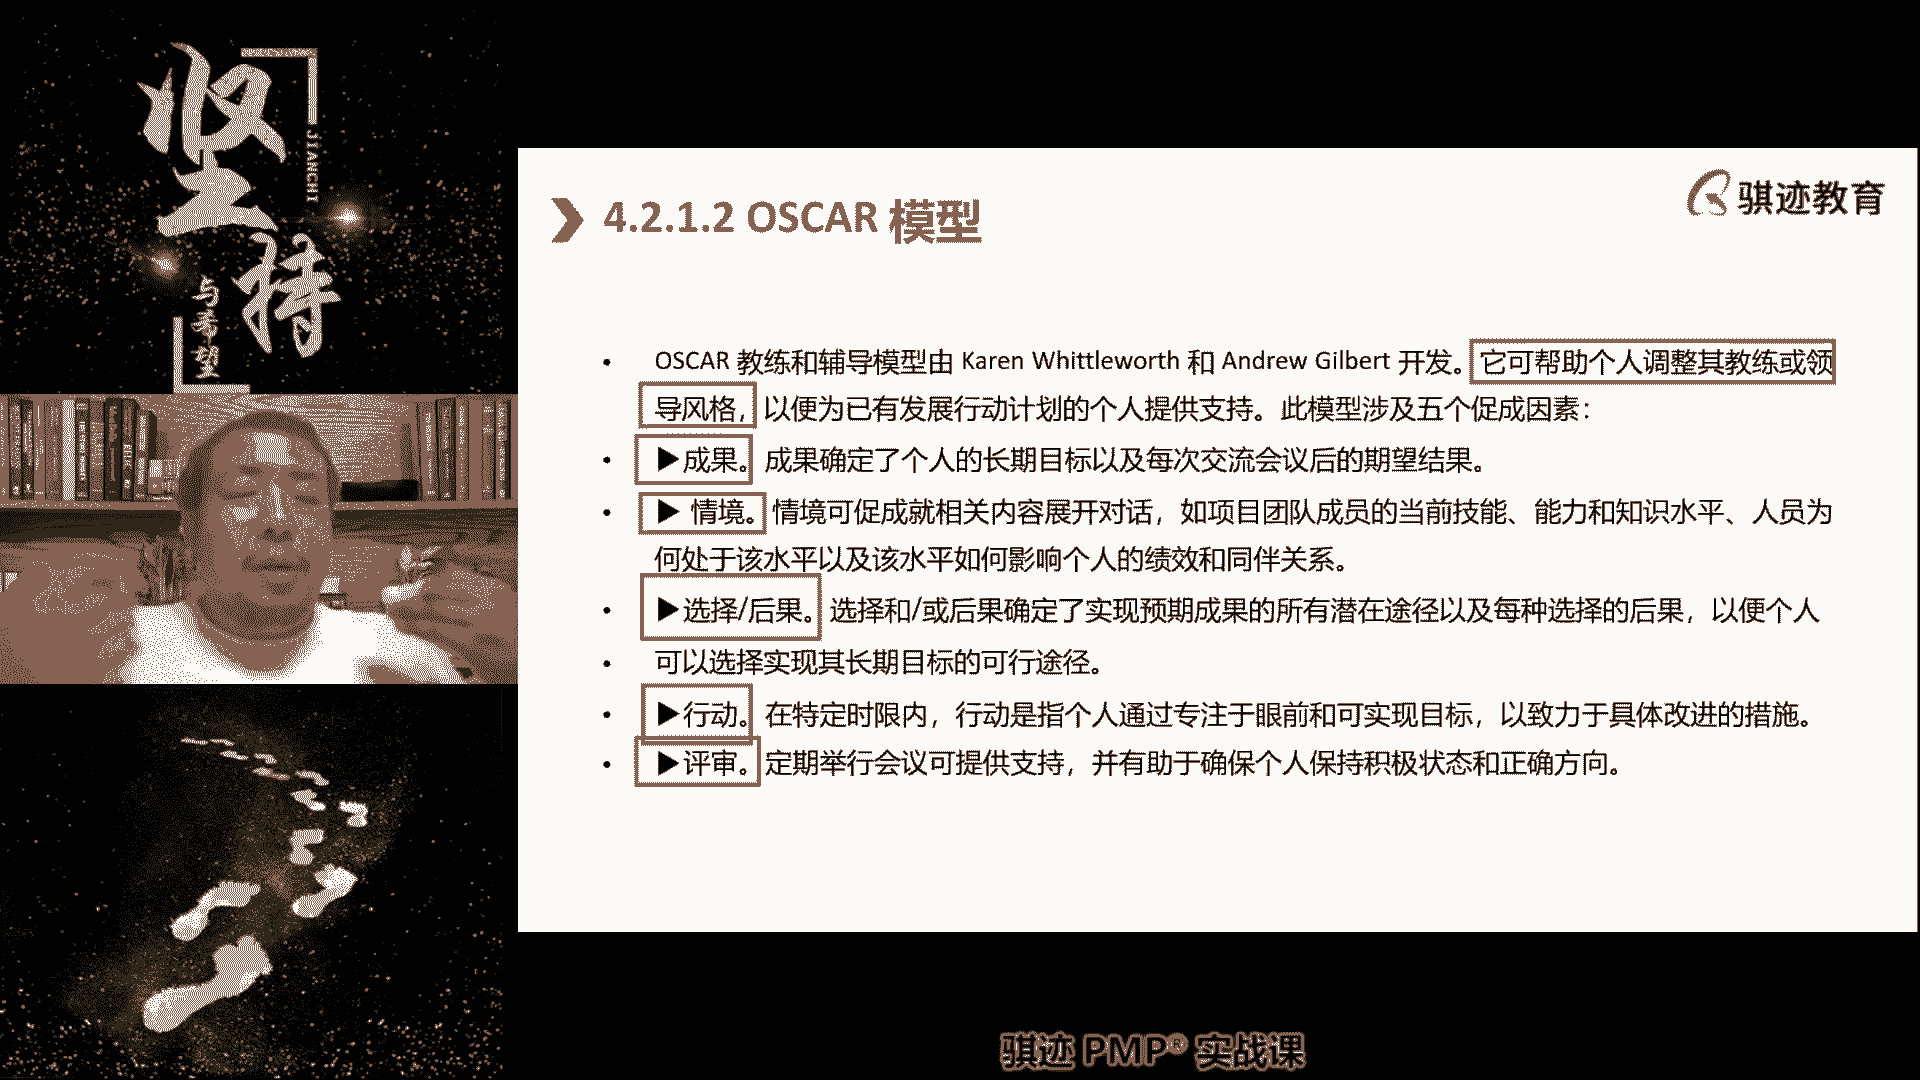 坚持
JIANCHI
与希望
骐迹教育
4.2.1.2 OSCAR 模型
• OSCAR 教练和辅导模型由 Karen Whittleworth 和 Andrew Gilbert 开发。它可帮助个人调整其教练或领
导风格，以便为已有发展行动计划的个人提供支持。此模型涉及五个促成因素：
• ▶成果。成果确定了个人的长期目标以及每次交流会议后的期望结果。
• ▶ 情境。情境可促成就相关内容展开对话，如项目团队成员的当前技能、能力和知识水平、人员为
何处于该水平以及该水平如何影响个人的绩效和同伴关系。
• ▶选择/后果。选择和/或后果确定了实现预期成果的所有潜在途径以及每种选择的后果，以便个人
• 可以选择实现其长期目标的可行途径。
• ▶行动。在特定时限内，行动是指个人通过专注于眼前和可实现目标，以致力于具体改进的措施。
• ▶评审。定期举行会议可提供支持，并有助于确保个人保持积极状态和正确方向。
骐迹 PMP® 实战课